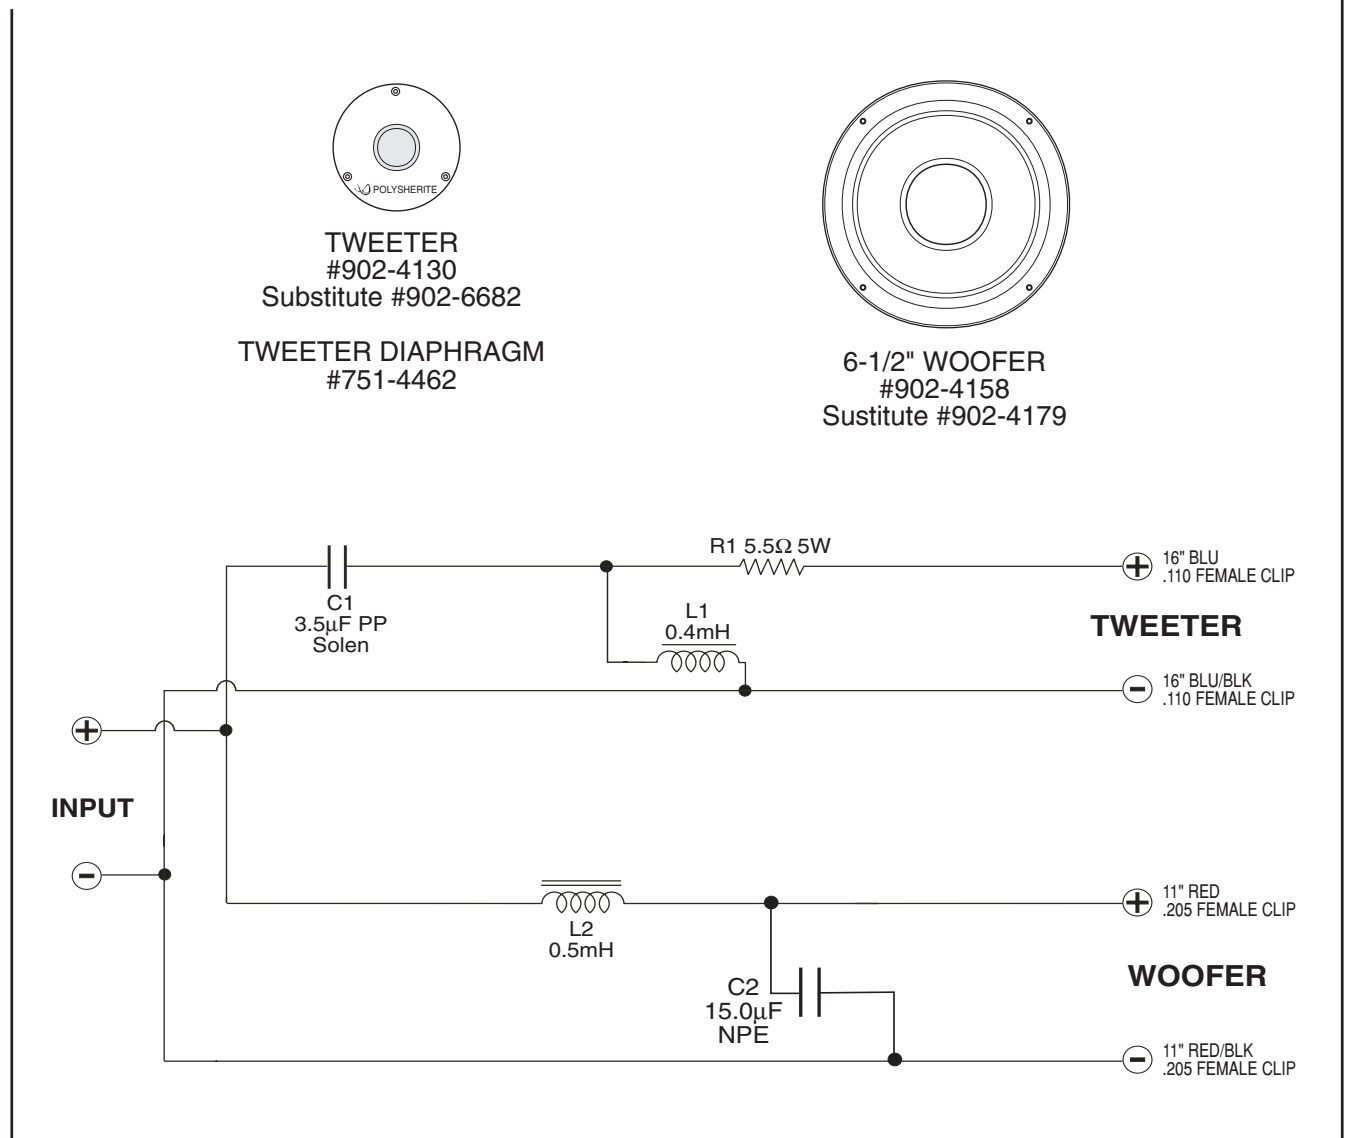 POLYSHERITE
TWEETER
#902-4130
Substitute #902-6682
TWEETER DIAPHRAGM
#751-4462
6-1/2" WOOFER
#902-4158
Sustitute #902-4179
R1 5.5Ω 5W
C1
3.5µF PP
Solen
L1
0.4mH
16" BLU
.110 FEMALE CLIP
TWEETER
16" BLU/BLK
.110 FEMALE CLIP
INPUT
L2
0.5mH
11" RED
.205 FEMALE CLIP
C2
15.0µF
NPE
WOOFER
11" RED/BLK
.205 FEMALE CLIP